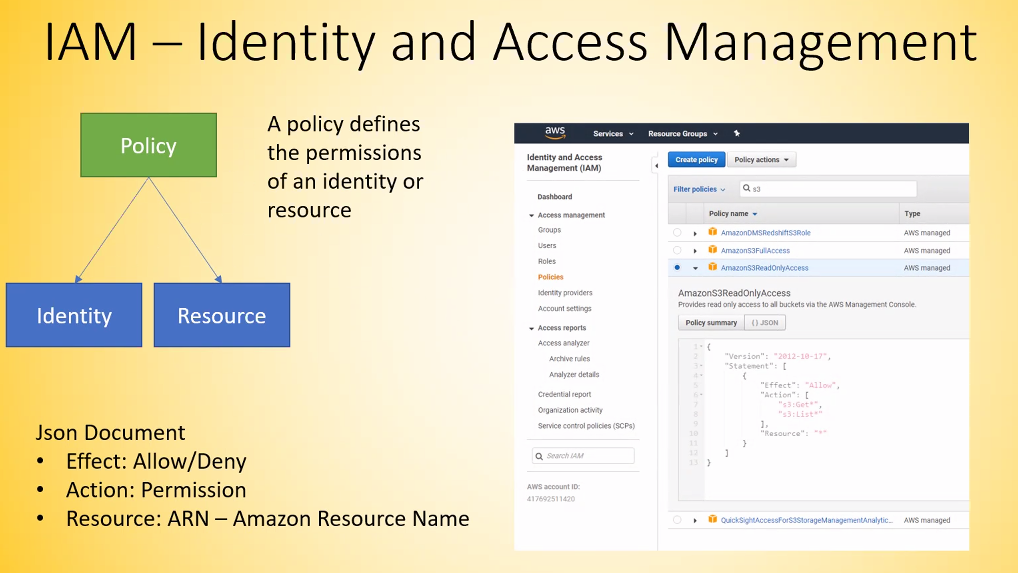 IAM – Identity and Access Management
Policy
A policy defines
the permissions
of an identity or
resource
Identity
Resource
Json Document
• Effect: Allow/Deny
• Action: Permission
• Resource: ARN – Amazon Resource Name
aws
Services
Resource Groups
Identity and Access
Management (IAM)
Dashboard
Access management
Groups
Users
Roles
Policies
Identity providers
Account settings
Access reports
Access analyzer
Archive rules
Analyzer details
Credential report
Organization activity
Service control policies (SCPs)
Search IAM
AWS account ID:
417692511420
Create policy Policy actions
Filter policies s3
Policy name Type
AmazonDMSRedshiftS3Role AWS managed
AmazonS3FullAccess AWS managed
AmazonS3ReadOnlyAccess AWS managed
AmazonS3ReadOnlyAccess
Provides read only access to all buckets via the AWS Management Console.
Policy summary { } JSON
1 {
2 "Version": "2012-10-17",
3 "Statement": [
4 {
5 "Effect": "Allow",
6 "Action": [
7 "s3:Get*",
8 "s3:List*"
9 ],
10 "Resource": "*"
11 }
12 ]
13 }
QuickSightAccessForS3StorageManagementAnalytic... AWS managed